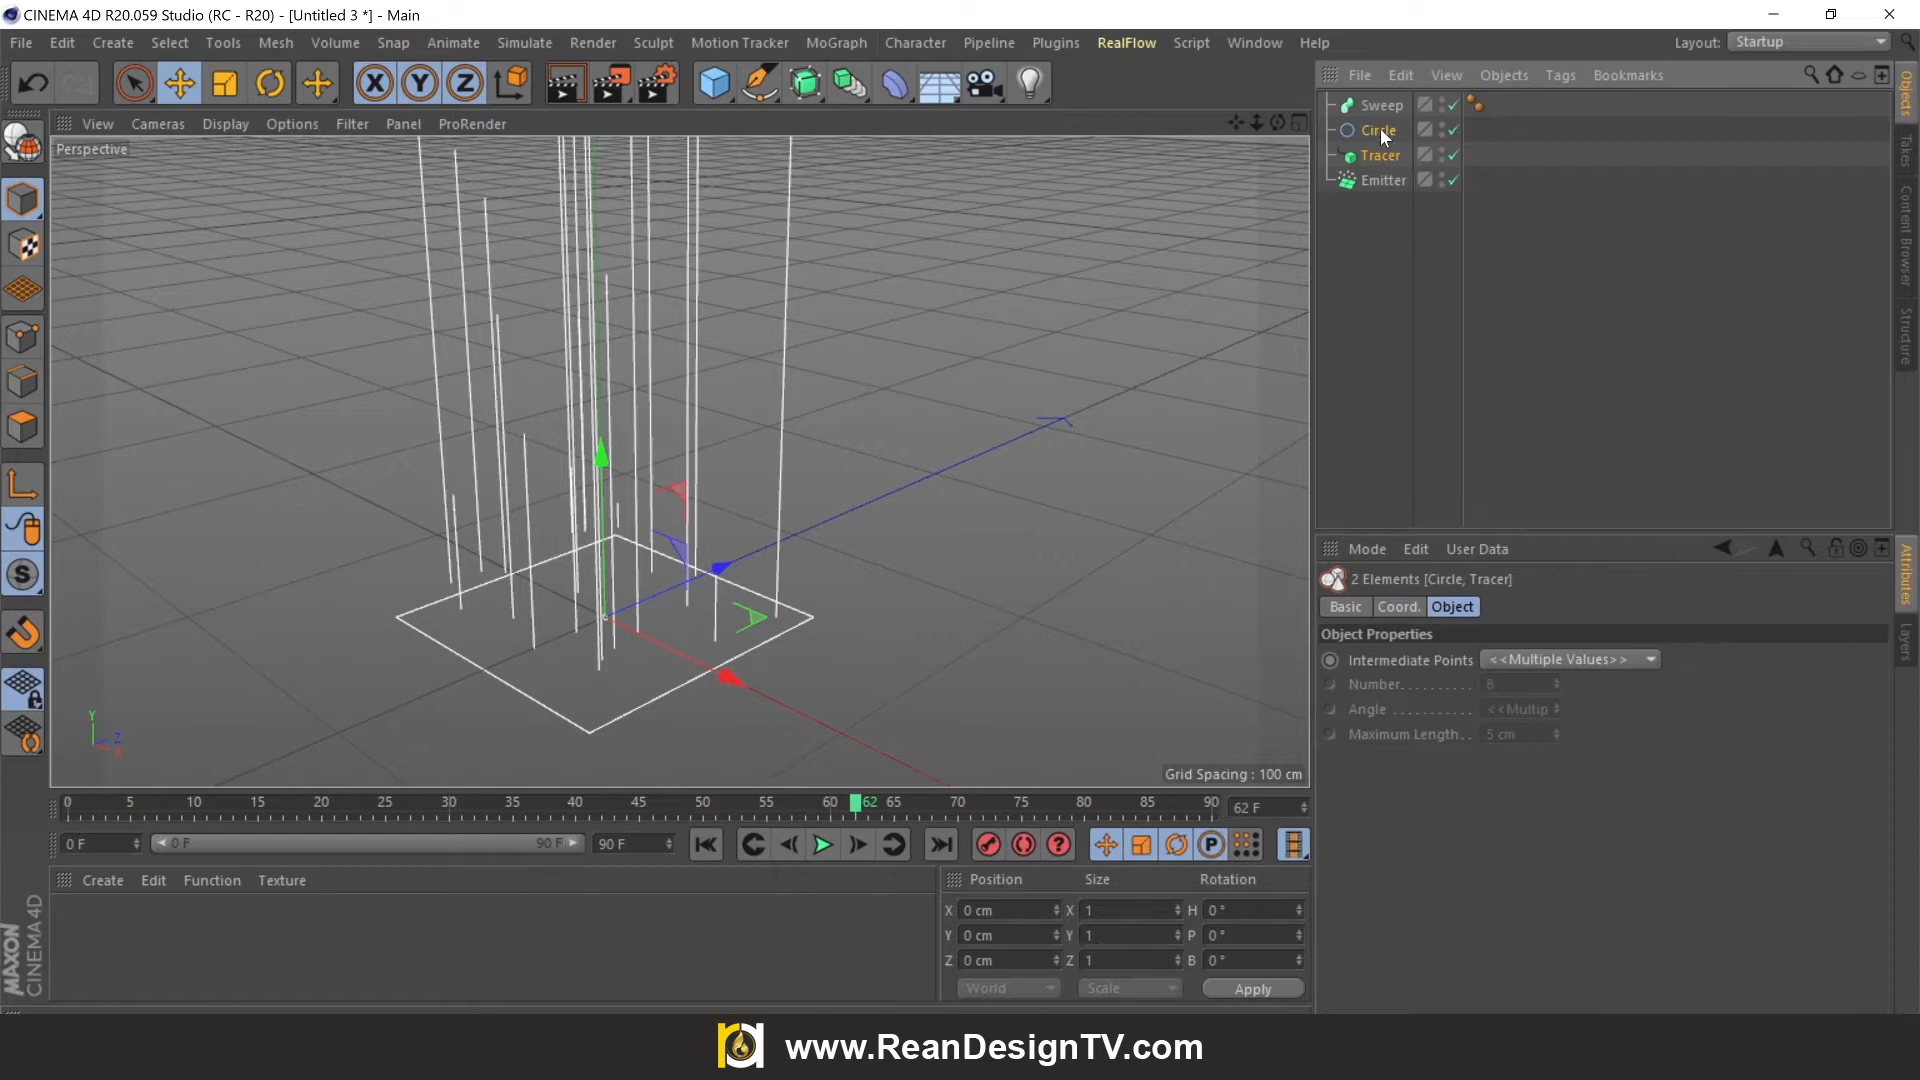 CINEMA 4D R20.059 Studio (RC - R20) - [Untitled 3 *] - Main
File Edit Create Select Tools Mesh Volume Snap Animate Simulate Render Sculpt Motion Tracker MoGraph Character Pipeline Plugins RealFlow Script Window Help Layout: Startup
File Edit View Objects Tags Bookmarks
Sweep
Circle
Tracer
Emitter
Objects
Takes
Content Browser
Structure
View Cameras Display Options Filter Panel ProRender
Perspective
Y
Z
X
Grid Spacing : 100 cm
Mode Edit User Data
2 Elements [Circle, Tracer]
Basic Coord. Object
Object Properties
Intermediate Points <<Multiple Values>>
Number. 8
Angle <<Multip
Maximum Length. 5 cm
Attributes
Layers
0 5 10 15 20 25 30 35 40 45 50 55 60 62 65 70 75 80 85 90 62 F
0 F 0 F 90 F 90 F
Create Edit Function Texture
Position Size Rotation
X 0 cm X 1 H 0 °
Y 0 cm Y 1 P 0 °
Z 0 cm Z 1 B 0 °
World Scale Apply
MAXON
CINEMA 4D
www.ReanDesignTV.com